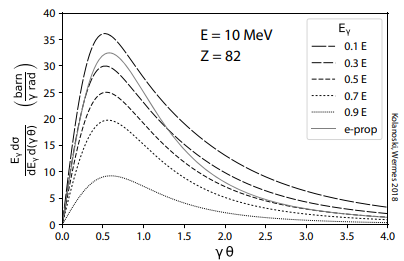 E = 10 MeV
Z = 82
E_γ
0.1 E
0.3 E
0.5 E
0.7 E
0.9 E
e-prop
E_γ dσ / dE_γ d(γ θ) (barn / γ rad)
40
35
30
25
20
15
10
5
0
0.0 0.5 1.0 1.5 2.0 2.5 3.0 3.5 4.0
γ θ
Kolanoski, Wermes 2018